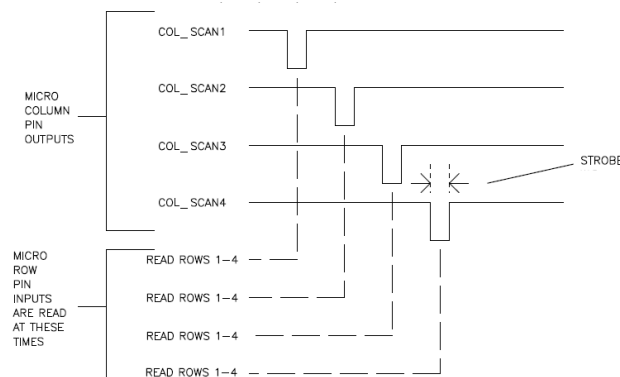 COL_SCAN1
COL_SCAN2
MICRO
COLUMN
PIN
OUTPUTS
COL_SCAN3
STROBE
COL_SCAN4
MICRO
ROW
PIN
INPUTS
ARE READ
AT THESE
TIMES
READ ROWS 1-4
READ ROWS 1-4
READ ROWS 1-4
READ ROWS 1-4